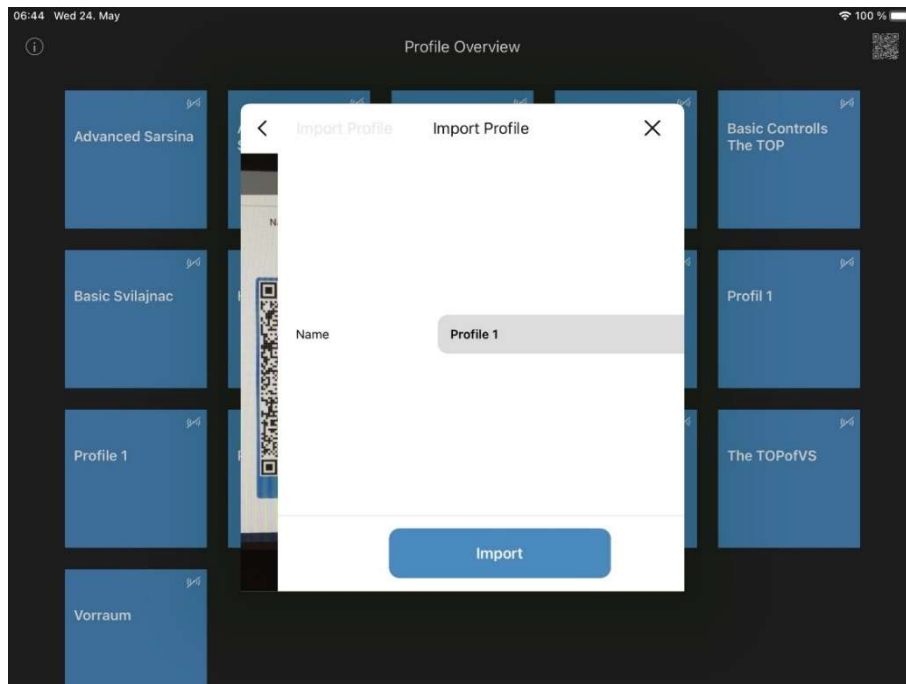 06:44 Wed 24. May
100 %
Profile Overview
Advanced Sarsina
Import Profile
Import Profile
Basic Controlls
The TOP
Basic Svilajnac
Profil 1
Name
Profile 1
Profile 1
The TOPofVS
Import
Vorraum